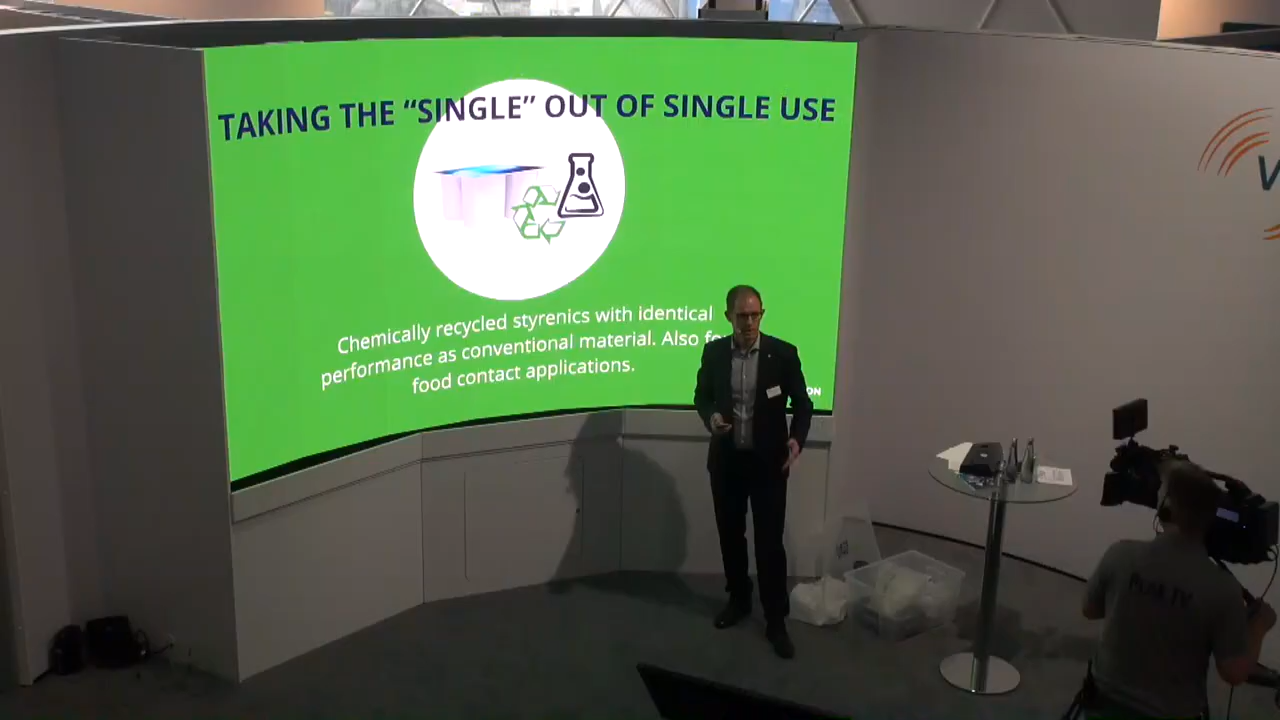 TAKING THE “SINGLE” OUT OF SINGLE USE
Chemically recycled styrenics with identical
performance as conventional material. Also
food contact applications.